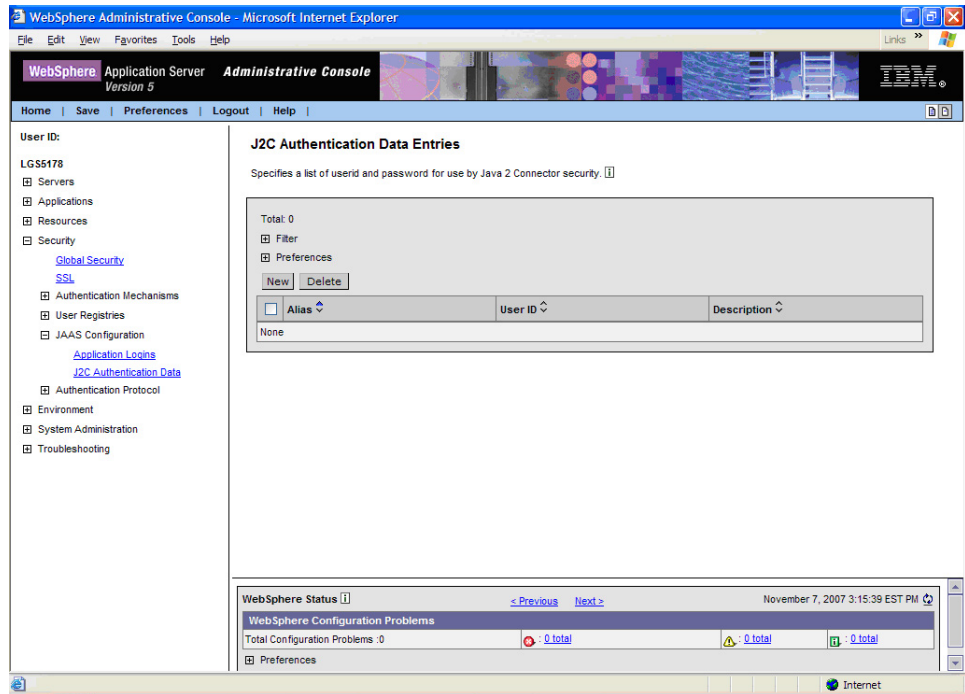 WebSphere Administrative Console - Microsoft Internet Explorer
File Edit View Favorites Tools Help
Links »
WebSphere Application Server Administrative Console
Version 5
IBM®
Home | Save | Preferences | Logout | Help |
User ID:
LGS5178
Servers
Applications
Resources
Security
Global Security
SSL
Authentication Mechanisms
User Registries
JAAS Configuration
Application Logins
J2C Authentication Data
Authentication Protocol
Environment
System Administration
Troubleshooting
J2C Authentication Data Entries
Specifies a list of userid and password for use by Java 2 Connector security. i
Total: 0
Filter
Preferences
New Delete
Alias User ID Description
None
WebSphere Status i < Previous Next > November 7, 2007 3:15:39 EST PM
WebSphere Configuration Problems
Total Configuration Problems :0 : 0 total : 0 total : 0 total
Preferences
Internet